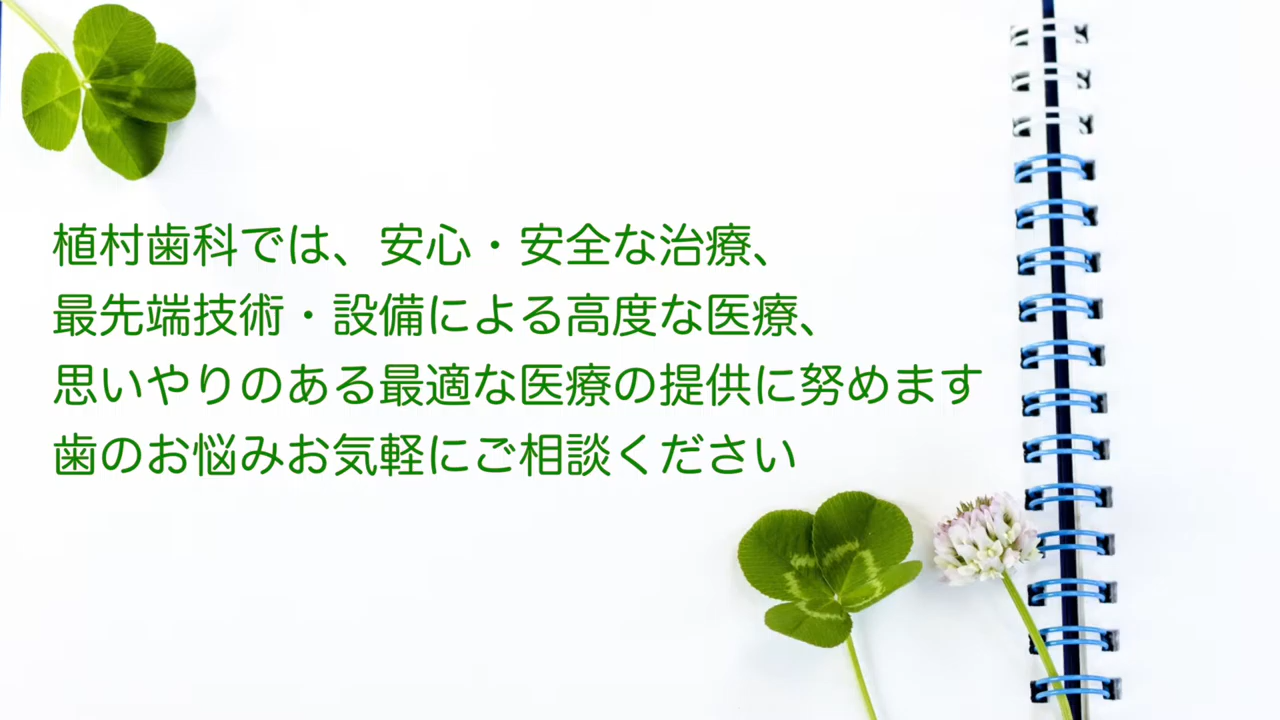 植村歯科では、安心・安全な治療、
最先端技術・設備による高度な医療、
思いやりのある最適な医療の提供に努めます
歯のお悩みお気軽にご相談ください